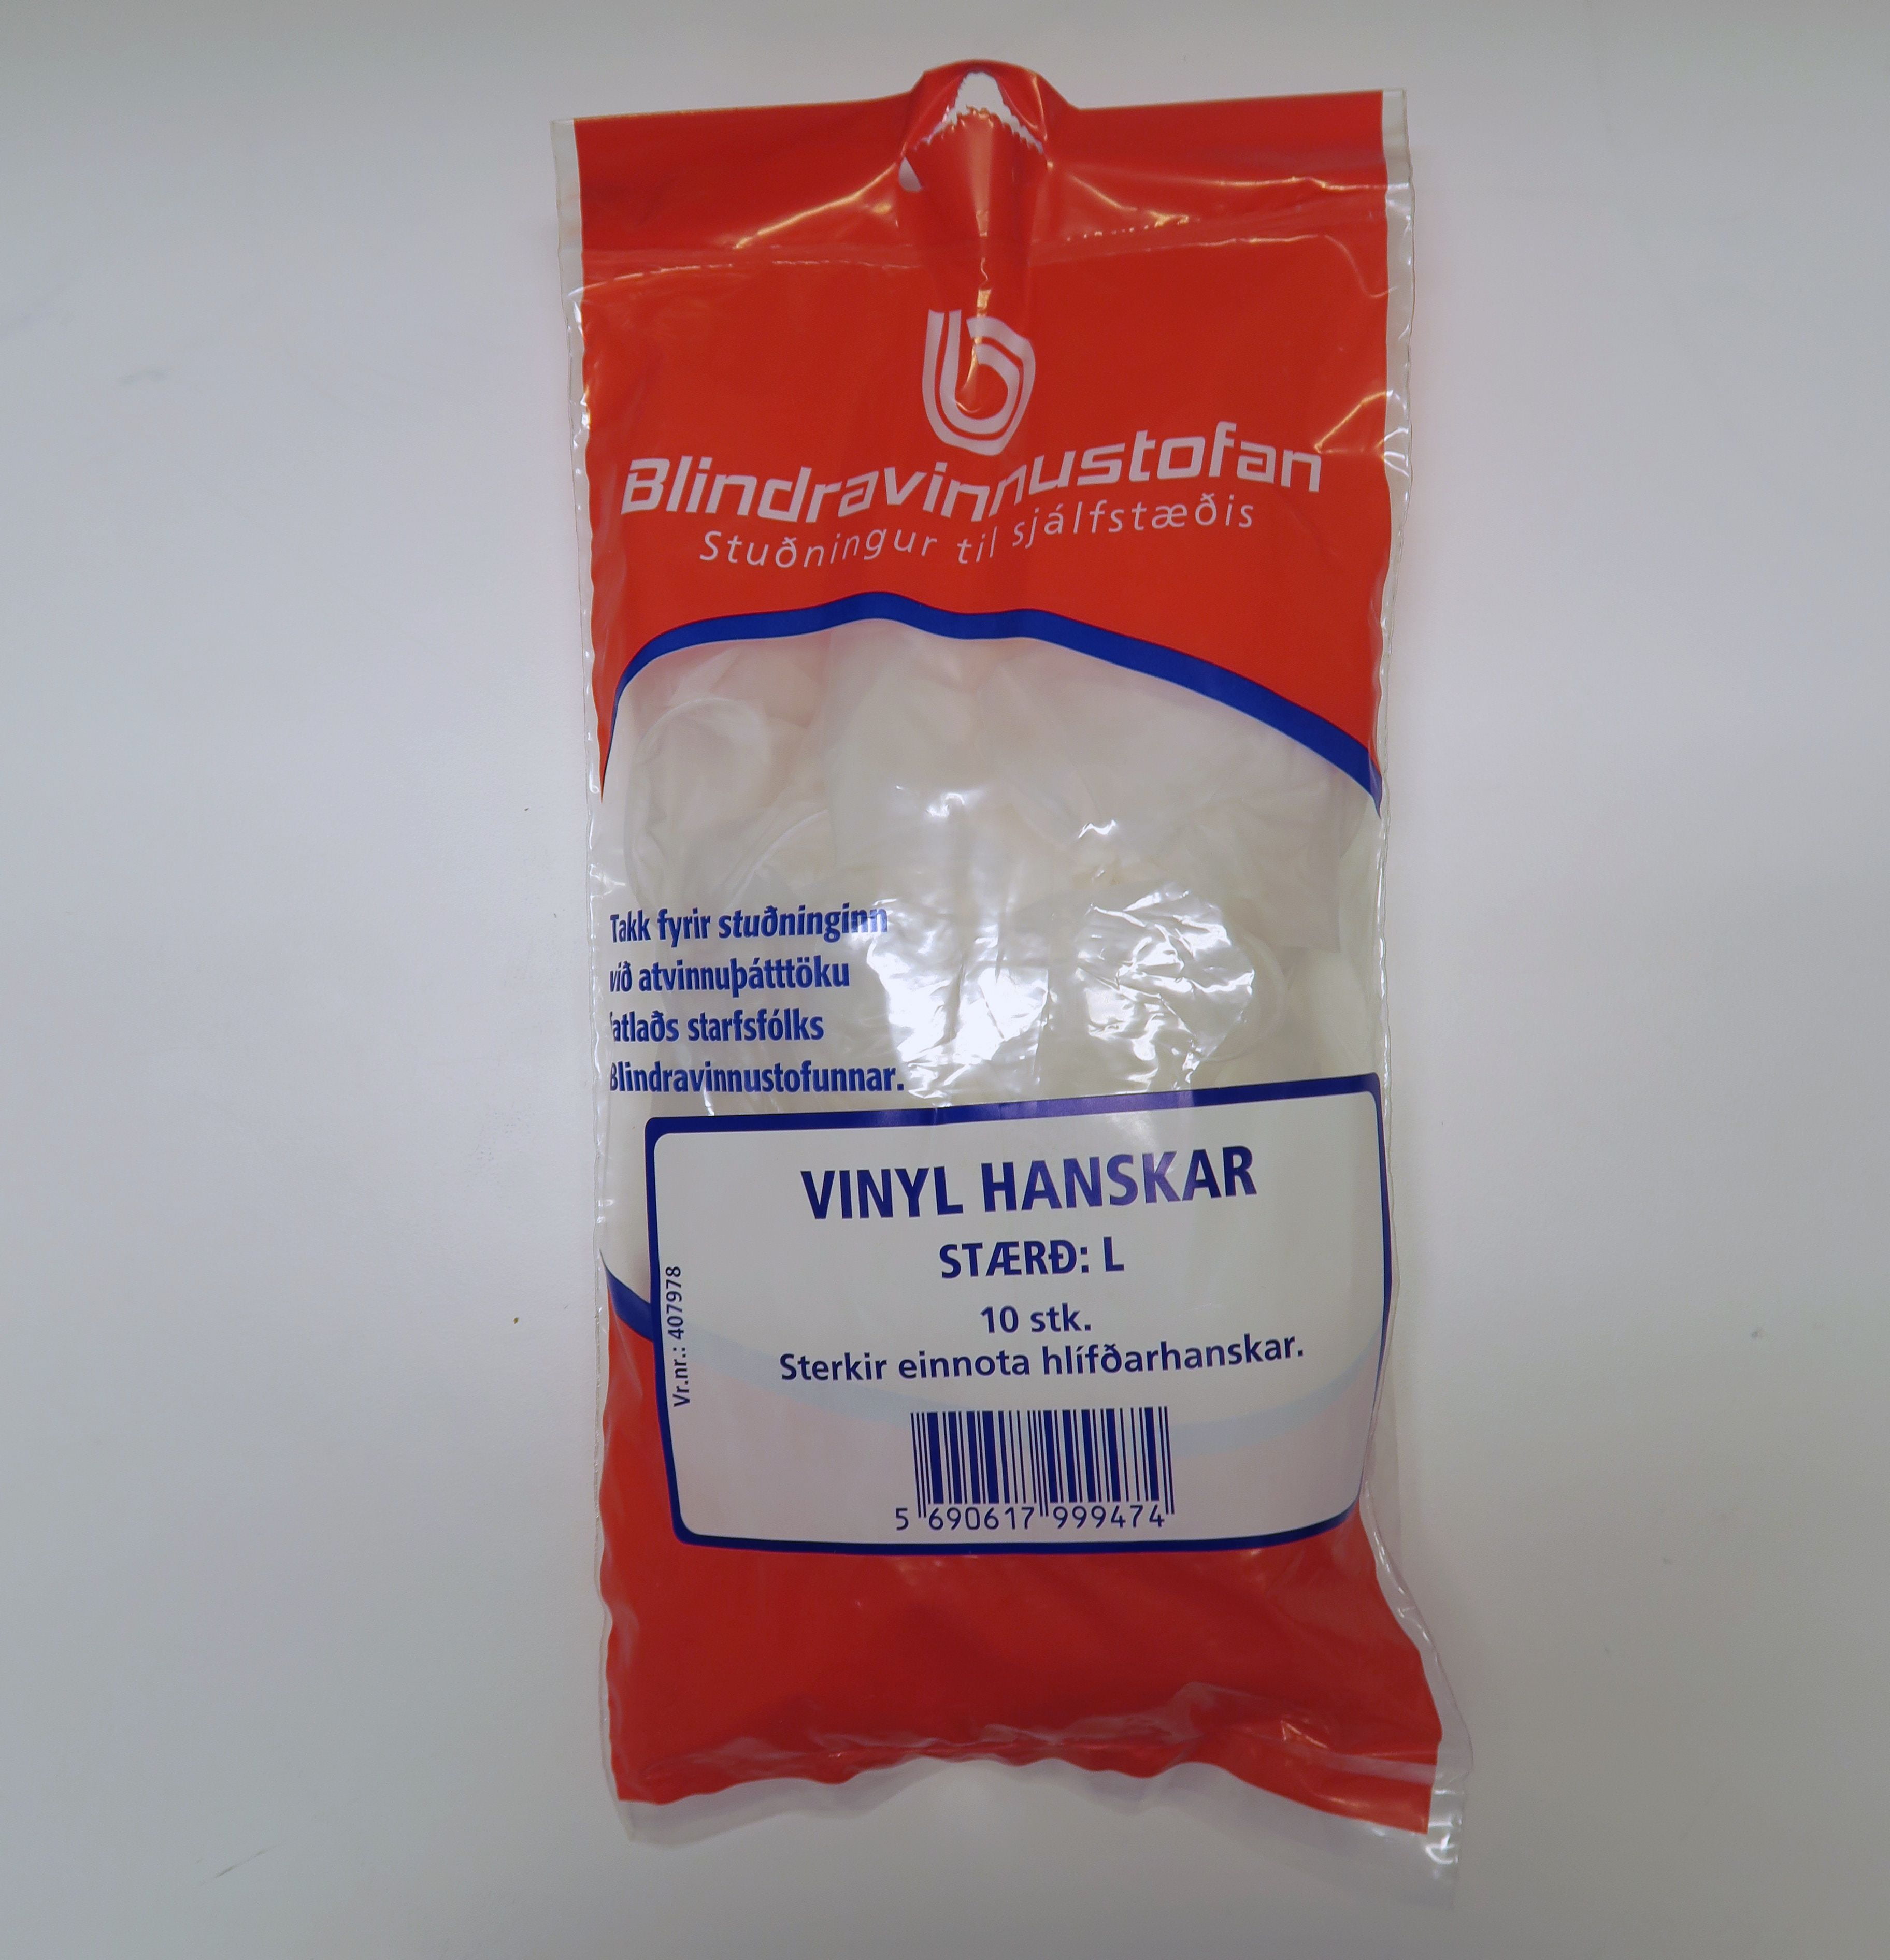 Blindravinnustofan
Stuðningur til sjálfstæðis
Takk fyrir stuðninginn
við atvinnuþátttöku
fatlaðs starfsfólks
Blindravinnustofunnar.
VINYL HANSKAR
STÆRÐ: L
10 stk.
Sterkir einnota hlífðarhanskar.
Vr.nr.: 407978
5 690617 999474